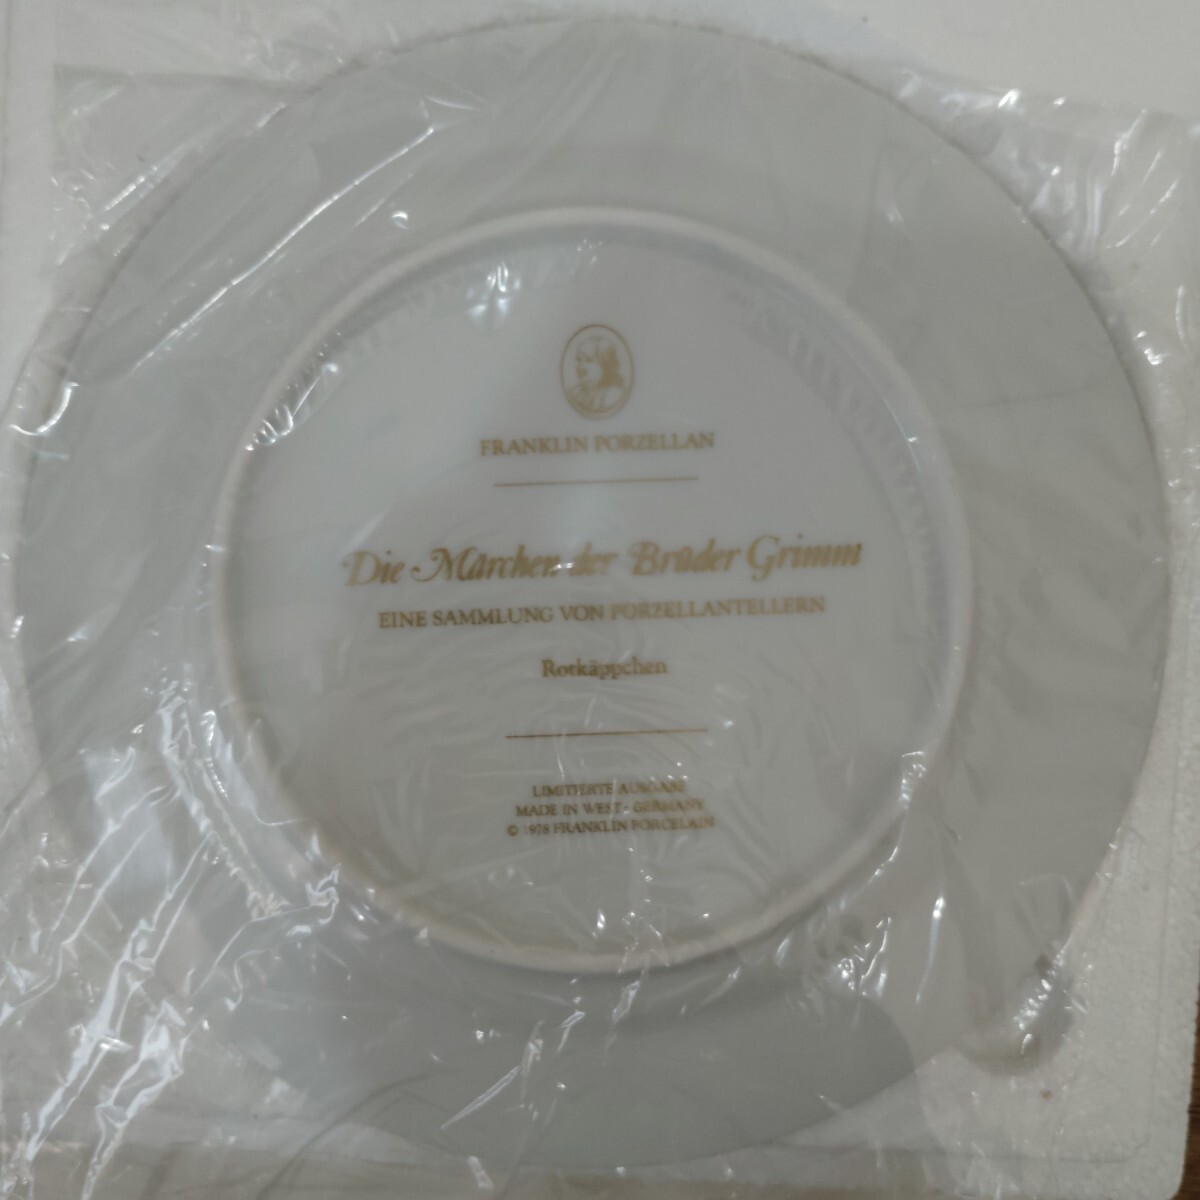 FRANKLIN PORZELLAN
Die Märchen der Brüder Grimm
EINE SAMMLUNG VON PORZELLANTELLERN
Rotkäppchen
LIMITIERTE AUSGABE
MADE IN WEST - GERMANY
© 1978 FRANKLIN PORCELAIN